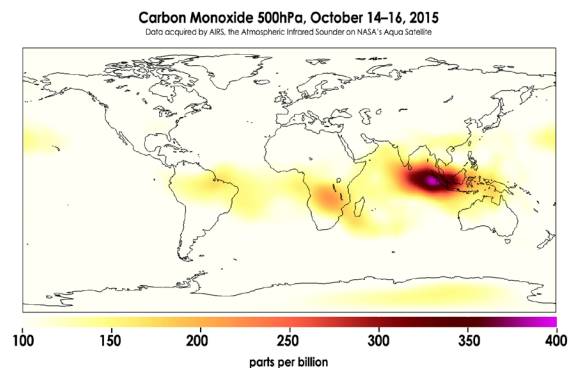 Carbon Monoxide 500hPa, October 14–16, 2015
Data acquired by AIRS, the Atmospheric Infrared Sounder on NASA's Aqua Satellite
100 150 200 250 300 350 400
parts per billion